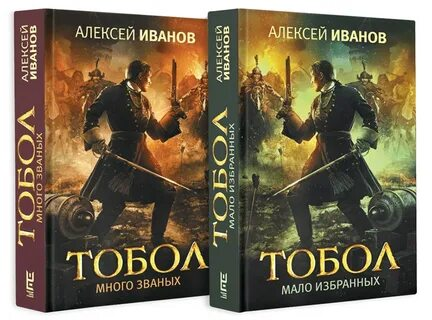 АЛЕКСЕЙ ИВАНОВ
ТОБОЛ
МНОГО ЗВАНЫХ
АЛЕКСЕЙ
ИВАНОВ
ТОБОЛ
МНОГО ЗВАНЫХ
АЛЕКСЕЙ ИВАНОВ
ТОБОЛ
МАЛО ИЗБРАННЫХ
АЛЕКСЕЙ
ИВАНОВ
ТОБОЛ
МАЛО ИЗБРАННЫХ